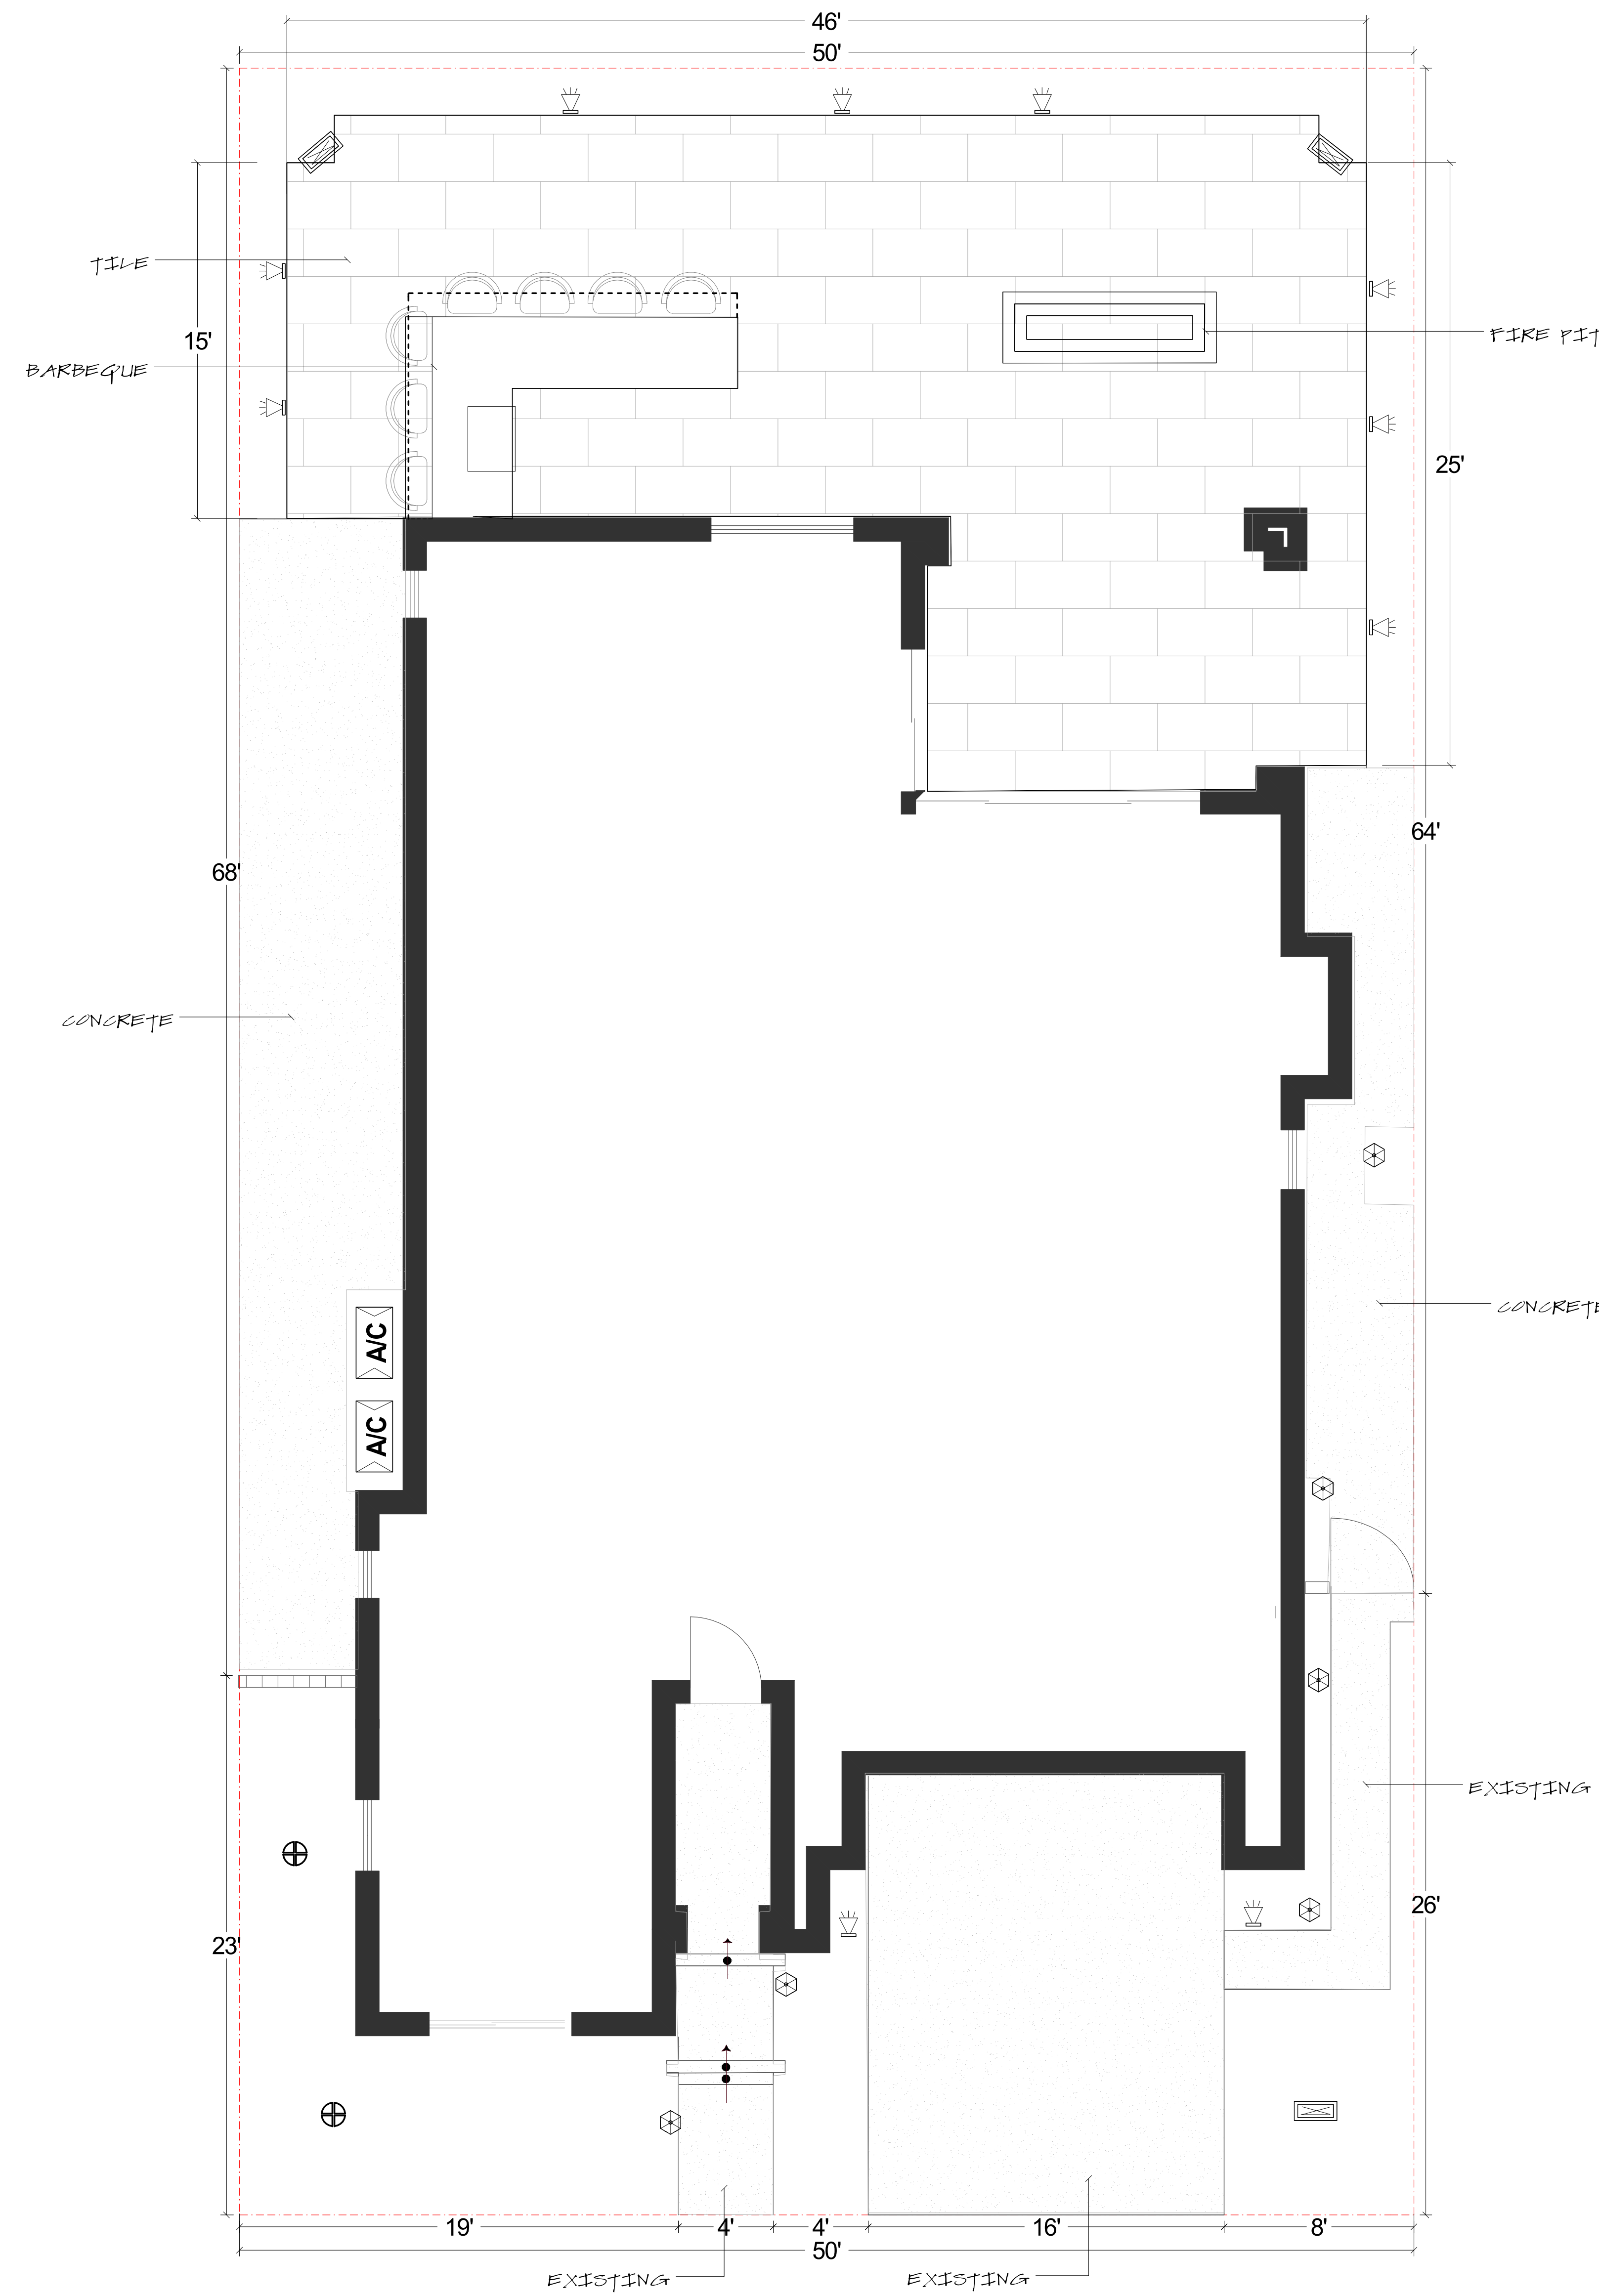 46'
50'
TILE
15'
FIRE PIT
BARBEQUE
25'
64'
68'
CONCRETE
CONCRETE
A/C
A/C
EXISTING
26'
23'
19'
4'
4'
16'
8'
50'
EXISTING
EXISTING